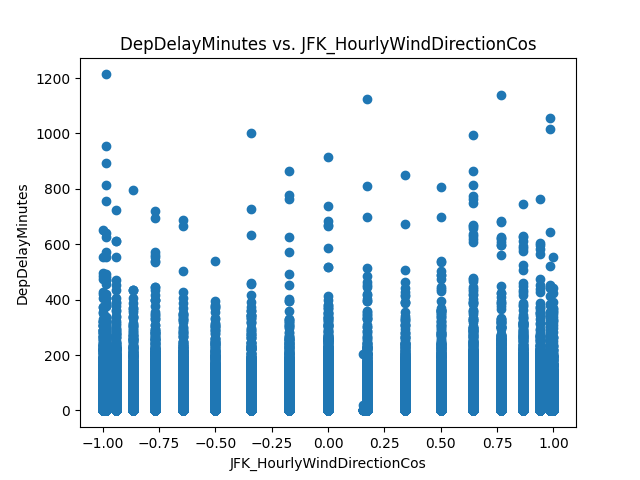 DepDelayMinutes vs. JFK_HourlyWindDirectionCos
1200
1000
800
600
400
200
0
DepDelayMinutes
−1.00 −0.75 −0.50 −0.25 0.00 0.25 0.50 0.75 1.00
JFK_HourlyWindDirectionCos